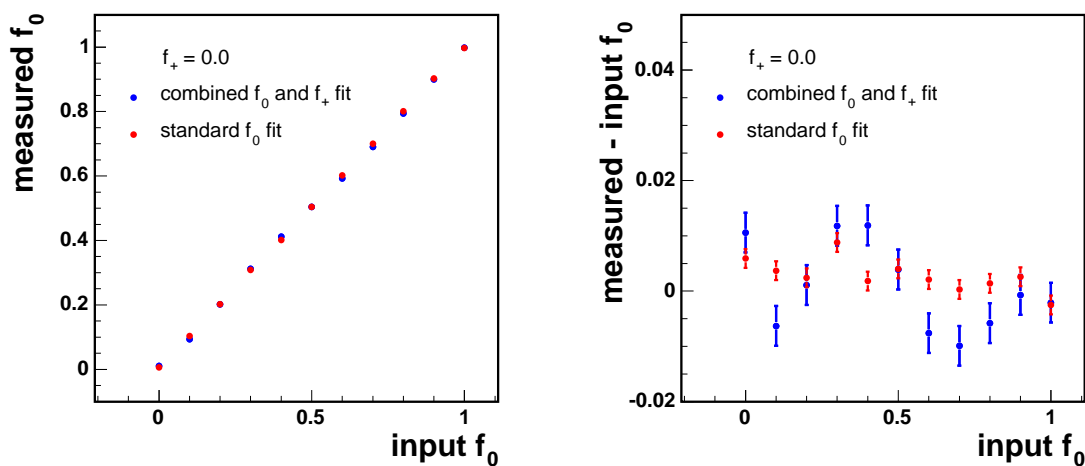 measured f0
1
0.8
0.6
0.4
0.2
0
f+ = 0.0
combined f0 and f+ fit
standard f0 fit
0 0.5 1
input f0
measured - input f0
0.04
0.02
0
-0.02
f+ = 0.0
combined f0 and f+ fit
standard f0 fit
0 0.5 1
input f0